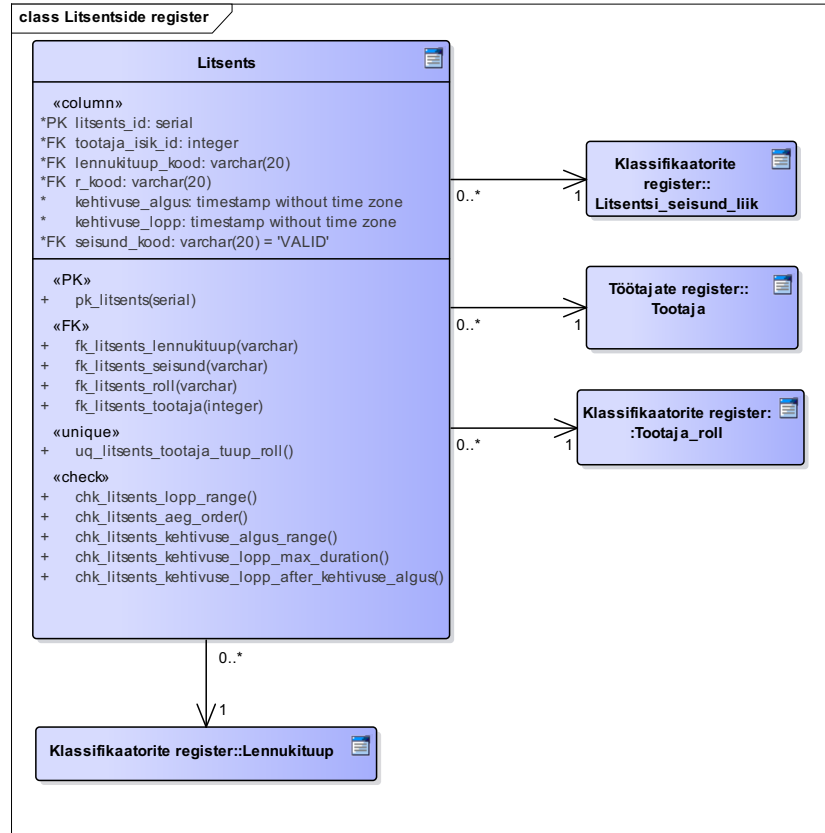 class Litsentside register
Litsents
«column»
*PK litsents_id: serial
*FK tootaja_isik_id: integer
*FK lennukituup_kood: varchar(20)
*FK r_kood: varchar(20)
* kehtivuse_algus: timestamp without time zone
* kehtivuse_lopp: timestamp without time zone
*FK seisund_kood: varchar(20) = 'VALID'
«PK»
+ pk_litsents(serial)
«FK»
+ fk_litsents_lennukituup(varchar)
+ fk_litsents_seisund(varchar)
+ fk_litsents_roll(varchar)
+ fk_litsents_tootaja(integer)
«unique»
+ uq_litsents_tootaja_tuup_roll()
«check»
+ chk_litsents_lopp_range()
+ chk_litsents_aeg_order()
+ chk_litsents_kehtivuse_algus_range()
+ chk_litsents_kehtivuse_lopp_max_duration()
+ chk_litsents_kehtivuse_lopp_after_kehtivuse_algus()
0..*
1
Klassifikaatorite
register::
Litsentsi_seisund_liik
0..*
1
Töötajate register::
Tootaja
0..*
1
Klassifikaatorite register:
:Tootaja_roll
0..*
1
Klassifikaatorite register::Lennukituup